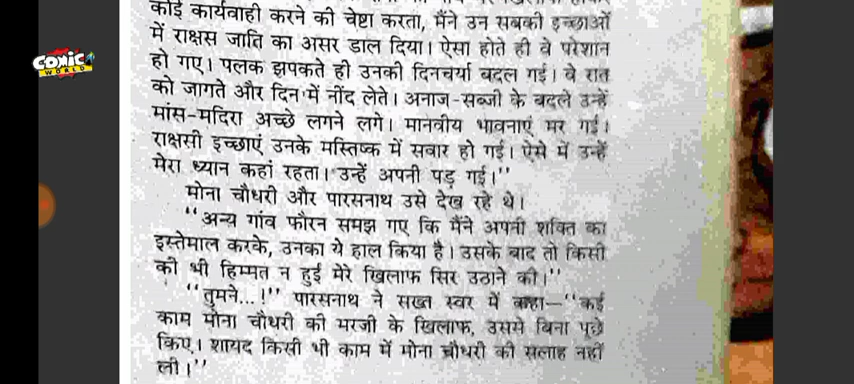 कोई कार्यवाही करने की चेष्टा करता, मैंने उन सबकी इच्छाओं
में राक्षस जाति का असर डाल दिया। ऐसा होते ही वे परेशान
हो गए। पलक झपकते ही उनकी दिनचर्या बदल गई। वे रात
को जागते और दिन में नींद लेते। अनाज-सब्जी के बदले उन्हें
मांस-मदिरा अच्छे लगने लगे। मानवीय भावनाएं मर गई।
राक्षसी इच्छाएं उनके मस्तिष्क में सवार हो गई। ऐसे में उन्हें
मेरा ध्यान कहां रहता। उन्हें अपनी पड़ गई।''
मोना चौधरी और पारसनाथ उसे देख रहे थे।
''अन्य गांव फौरन समझ गए कि मैंने अपनी शक्ति का
इस्तेमाल करके, उनका ये हाल किया है। उसके बाद तो किसी
की भी हिम्मत न हुई मेरे खिलाफ सिर उठाने की।''
''तुमने...!'' पारसनाथ ने सख्त स्वर में कहा—''कई
काम मोना चौधरी की मरजी के खिलाफ, उससे बिना पूछे
किए। शायद किसी भी काम में मोना चौधरी की सलाह नहीं
ली।''
COMIC
WORLD